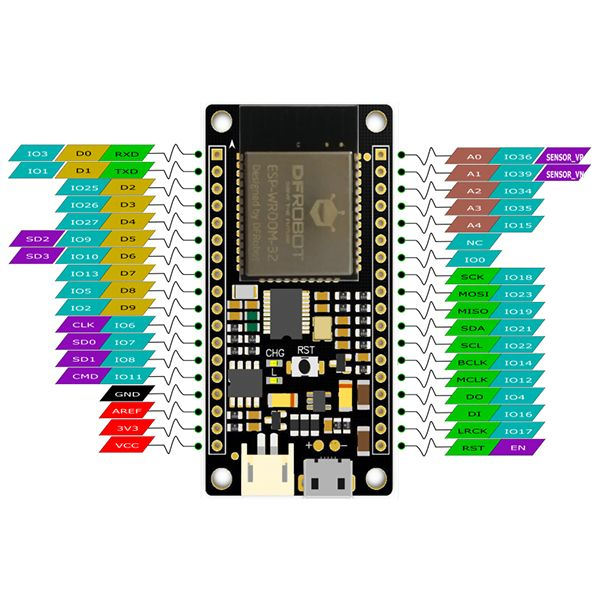 IO3 D0 RXD
IO1 D1 TXD
IO25 D2
IO26 D3
IO27 D4
SD2 IO9 D5
SD3 IO10 D6
IO13 D7
IO5 D8
IO2 D9
CLK IO6
SD0 IO7
SD1 IO8
CMD IO11
GND
AREF
3V3
VCC
DFROBOT
DRIVE THE FUTURE
ESP-WROOM-32
Designed by DFRobot
CHG
RST
+ −
A0 IO36 SENSOR_VP
A1 IO39 SENSOR_VN
A2 IO34
A3 IO35
A4 IO15
NC
IO0
SCK IO18
MOSI IO23
MISO IO19
SDA IO21
SCL IO22
BCLK IO14
MCLK IO12
DO IO4
DI IO16
LRCK IO17
RST EN